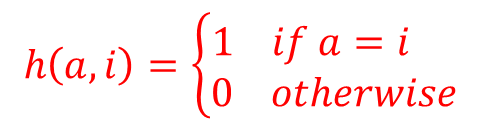 h(a, i) = { 1 if a = i
0 otherwise